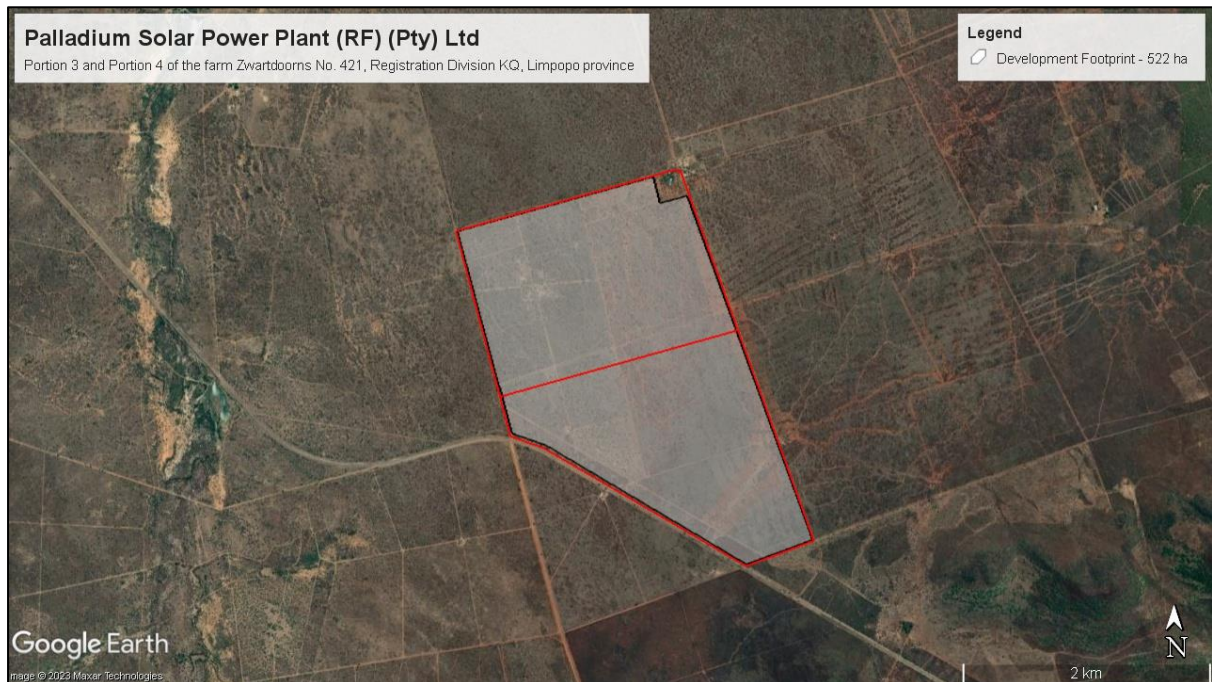 Palladium Solar Power Plant (RF) (Pty) Ltd
Portion 3 and Portion 4 of the farm Zwartdoorns No. 421, Registration Division KQ, Limpopo province
Legend
Development Footprint - 522 ha
N
Google Earth
mage © 2023 Maxar Technologies
2 km